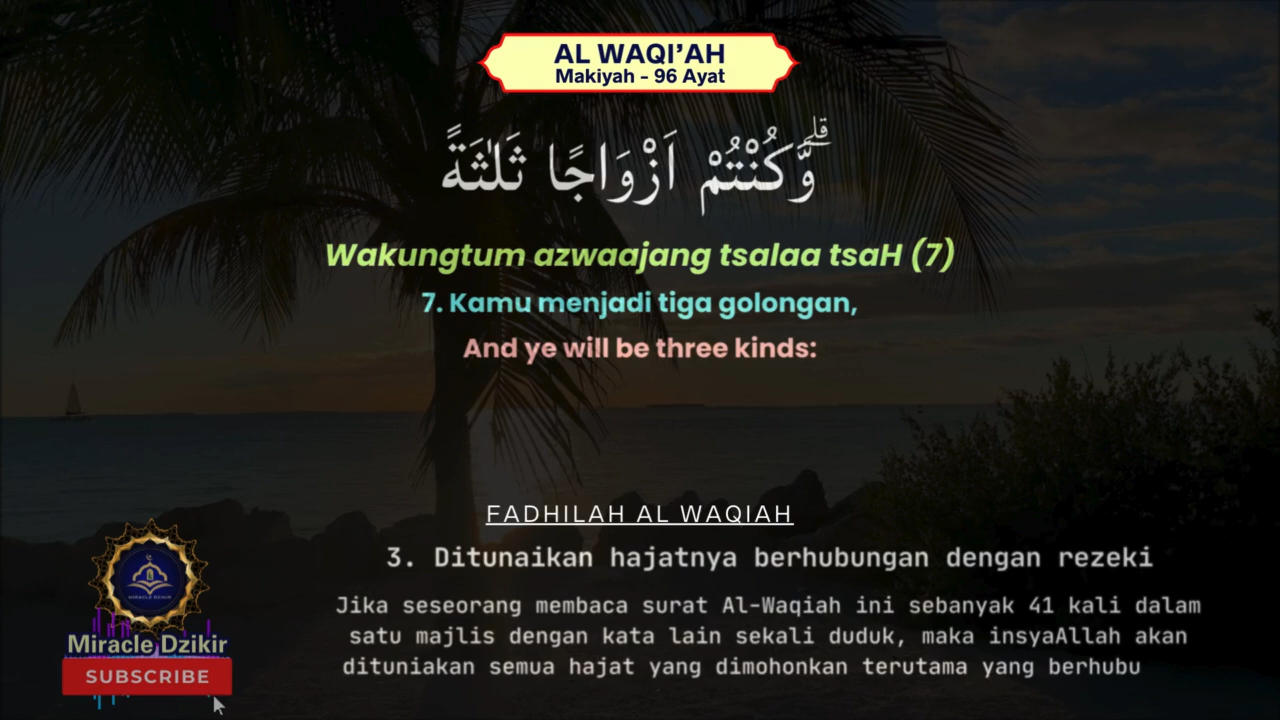 AL WAQI'AH
Makiyah - 96 Ayat
وَّكُنْتُمْ اَزْوَاجًا ثَلٰثَةً ۗ
Wakungtum azwaajang tsalaa tsaH (7)
7. Kamu menjadi tiga golongan,
And ye will be three kinds:
FADHILAH AL WAQIAH
3. Ditunaikan hajatnya berhubungan dengan rezeki
Jika seseorang membaca surat Al-Waqiah ini sebanyak 41 kali dalam
satu majlis dengan kata lain sekali duduk, maka insyaAllah akan
dituniakan semua hajat yang dimohonkan terutama yang berhubu
MIRACLE DZIKIR
Miracle Dzikir
SUBSCRIBE